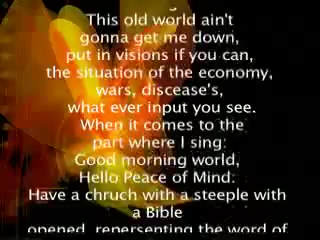 This old world ain't
gonna get me down,
put in visions if you can,
the situation of the economy,
wars, discease's,
what ever input you see.
When it comes to the
part where I sing:
Good morning world,
Hello Peace of Mind.
Have a chruch with a steeple with
a Bible
opened, repersenting the word of